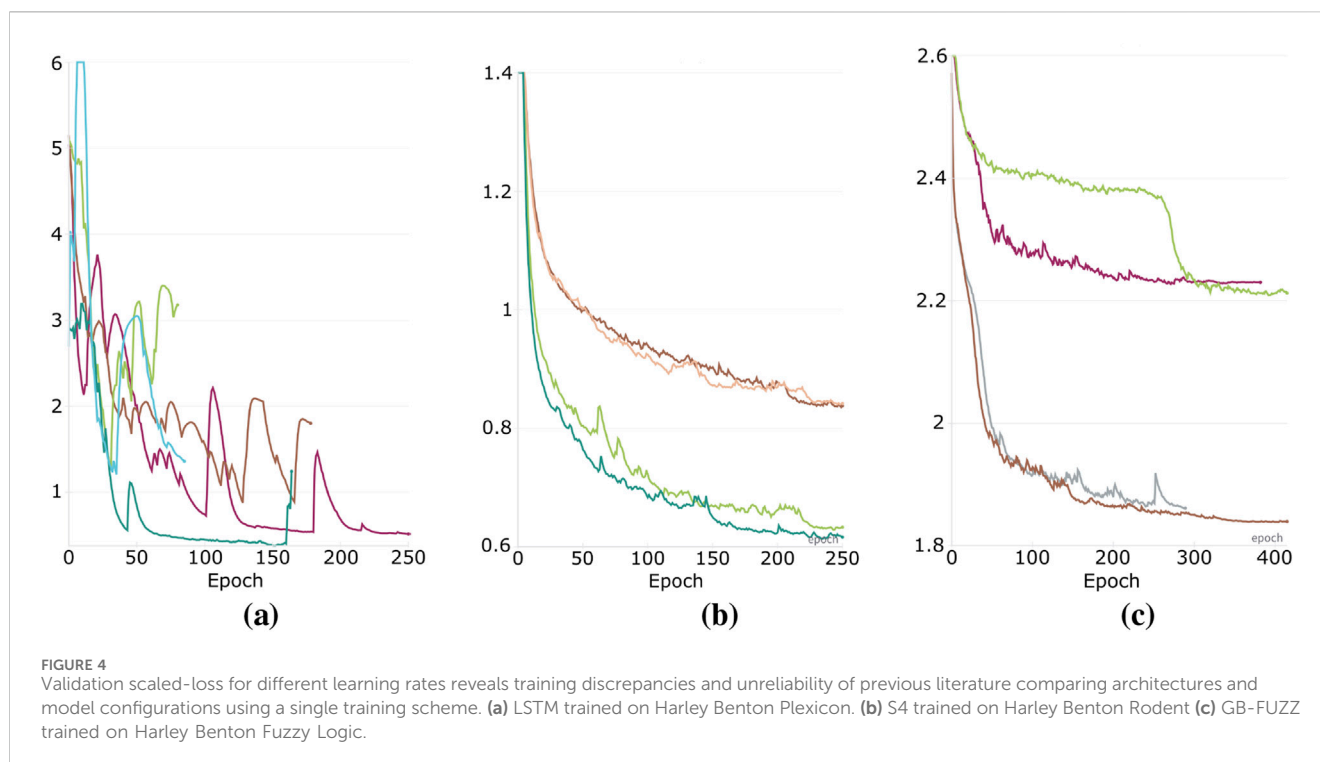 6
5
4
3
2
1
0
50
100
150
200
250
Epoch
(a)
1.4
1.2
1
0.8
0.6
0
50
100
150
200
250
epoch
Epoch
(b)
2.6
2.4
2.2
2
1.8
0
100
200
300
400
epoch
Epoch
(c)
FIGURE 4
Validation scaled-loss for different learning rates reveals training discrepancies and unreliability of previous literature comparing architectures and
model configurations using a single training scheme. (a) LSTM trained on Harley Benton Plexicon. (b) S4 trained on Harley Benton Rodent (c) GB-FUZZ
trained on Harley Benton Fuzzy Logic.